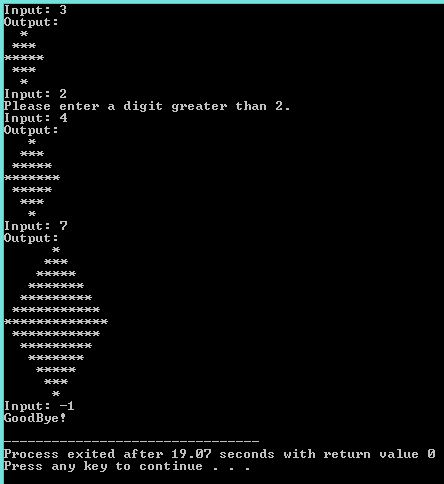 Input: 3
Output:
  *
 ***
*****
 ***
  *
Input: 2
Please enter a digit greater than 2.
Input: 4
Output:
   *
  ***
 *****
*******
 *****
  ***
   *
Input: 7
Output:
      *
     ***
    *****
   *******
  *********
 ***********
*************
 ***********
  *********
   *******
    *****
     ***
      *
Input: -1
GoodBye!
--------------------------------
Process exited after 19.07 seconds with return value 0
Press any key to continue . . .